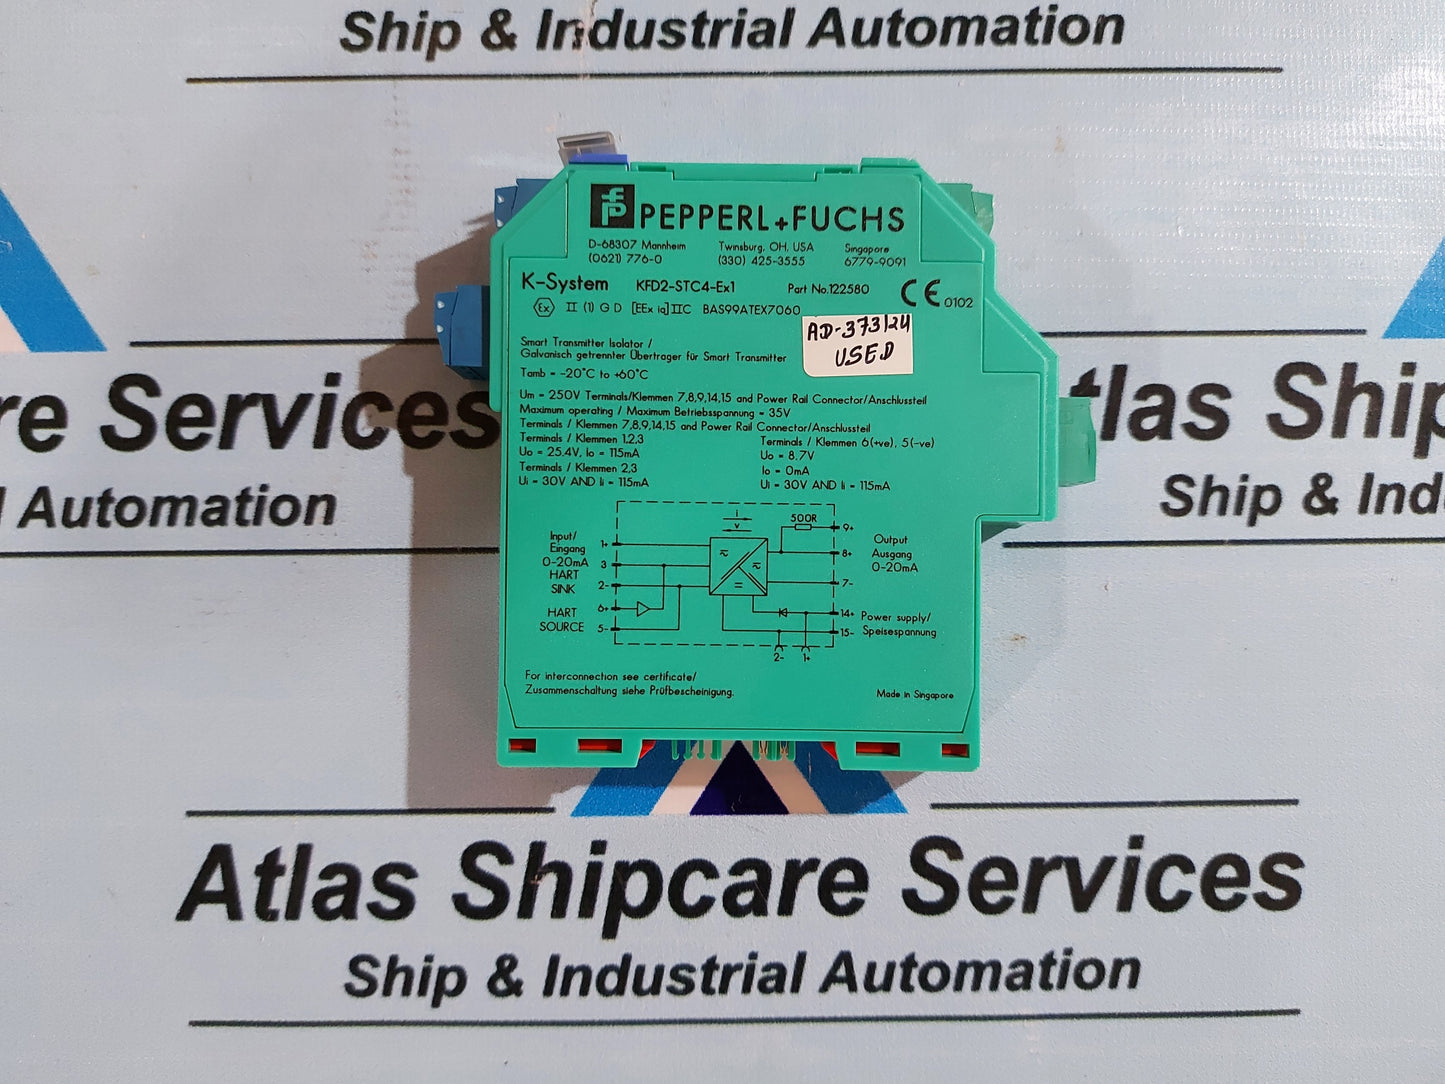 Ship & Industrial Automation
PEPPERL+FUCHS
D-68307 Mannheim Twinsburg, OH, USA Singapore
(0621) 776-0 (330) 425-3555 6779-9091
K-System KFD2-STC4-Ex1 Part No.122580 CE 0102
Ex II (1) G D [EEx ia] IIC BAS99ATEX7060
AD-373/24
USED
Smart Transmitter Isolator /
Galvanisch getrennter Übertrager für Smart Transmitter
Tamb = -20°C to +60°C
Um = 250V Terminals/Klemmen 7,8,9,14,15 and Power Rail Connector/Anschlussteil
Maximum operating / Maximum Betriebsspannung = 35V
Terminals / Klemmen 7,8,9,14,15 and Power Rail Connector/Anschlussteil
Terminals / Klemmen 1,2,3 Terminals / Klemmen 6(+ve), 5(-ve)
Uo = 25.4V, Io = 115mA Uo = 8.7V
Terminals / Klemmen 2,3 Io = 0mA
Ui = 30V AND Ii = 115mA Ui = 30V AND Ii = 115mA
i
v
500R
Input/
Eingang
0-20mA
HART
SINK
HART
SOURCE
1+
3
2-
6+
5-
9+
8+
7-
14+
15-
2- 1+
Output
Ausgang
0-20mA
Power supply/
Speisespannung
For interconnection see certificate/
Zusammenschaltung siehe Prüfbescheinigung.
Made in Singapore
re Services
l Automation
tlas Ship
Ship & Ind
Atlas Shipcare Services
Ship & Industrial Automation